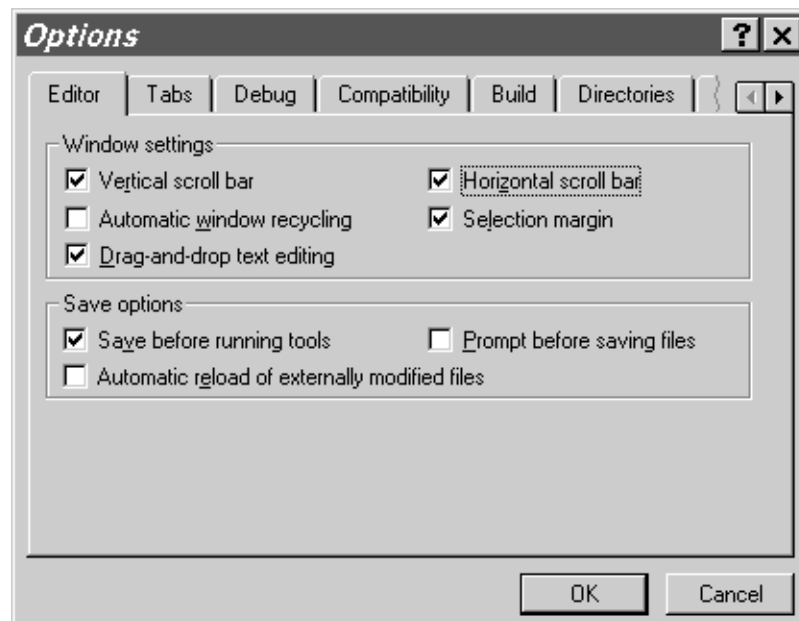 Options
Editor Tabs Debug Compatibility Build Directories
Window settings
Vertical scroll bar Horizontal scroll bar
Automatic window recycling Selection margin
Drag-and-drop text editing
Save options
Save before running tools Prompt before saving files
Automatic reload of externally modified files
OK Cancel